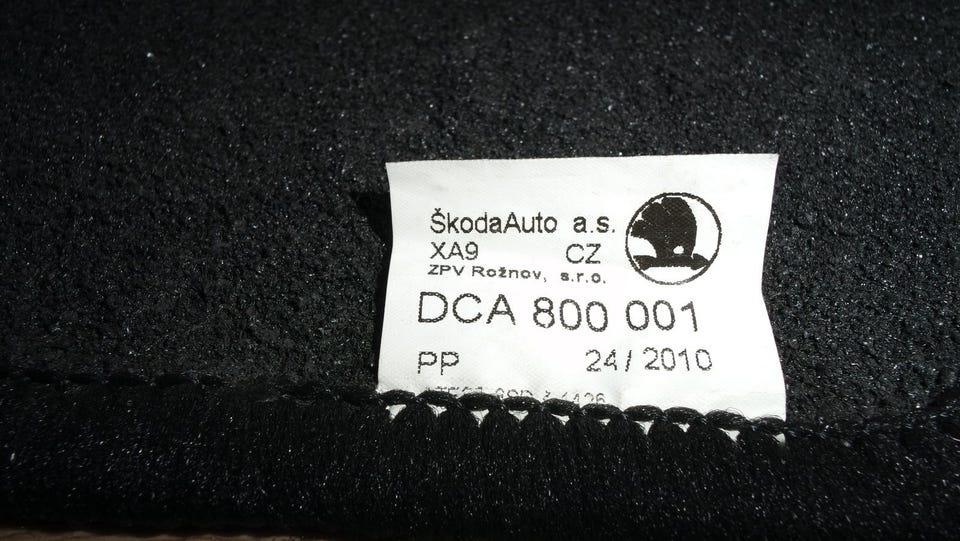 ŠkodaAuto a.s.
XA9 CZ
ZPV Rožnov, s.r.o.
DCA 800 001
PP 24/2010